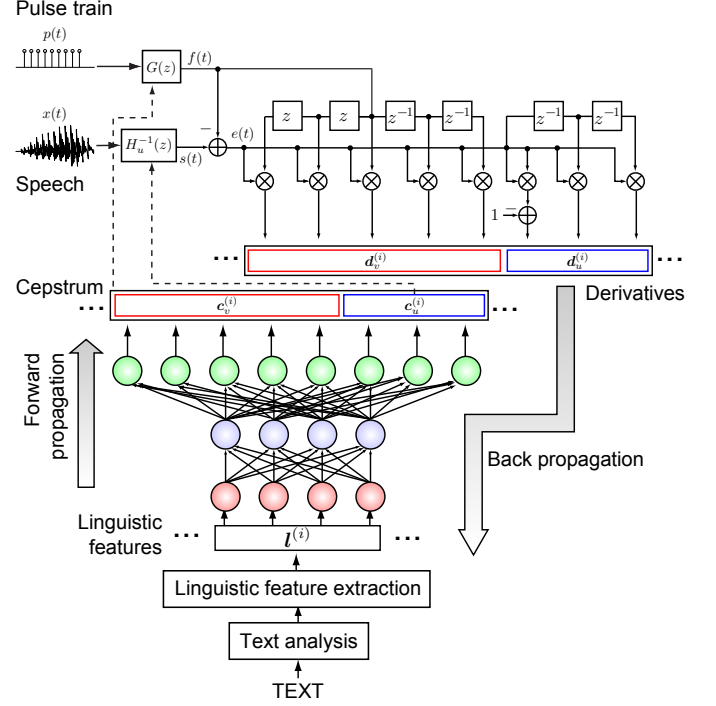 Pulse train
p(t)
G(z)
f(t)
x(t)
H_u^{-1}(z)
s(t)
−
e(t)
z
z
z^{-1}
z^{-1}
z^{-1}
z^{-1}
Speech
1
−
...
d_v^{(i)}
d_u^{(i)}
...
Cepstrum
Derivatives
...
c_v^{(i)}
c_u^{(i)}
...
Forward
propagation
Back propagation
Linguistic
features
...
l^{(i)}
...
Linguistic feature extraction
Text analysis
TEXT